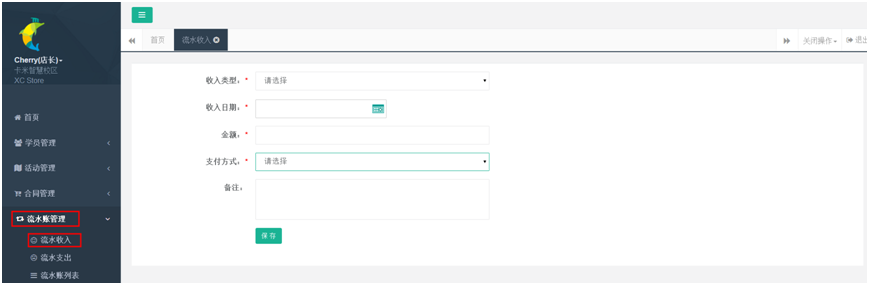 Cherry(店长)
卡米智慧校区
XC Store
首页
学员管理
活动管理
合同管理
流水账管理
流水收入
流水支出
流水账列表
首页
流水收入
关闭操作
退出
收入类型：* 请选择
收入日期：*
金额：*
支付方式：* 请选择
备注：
保存